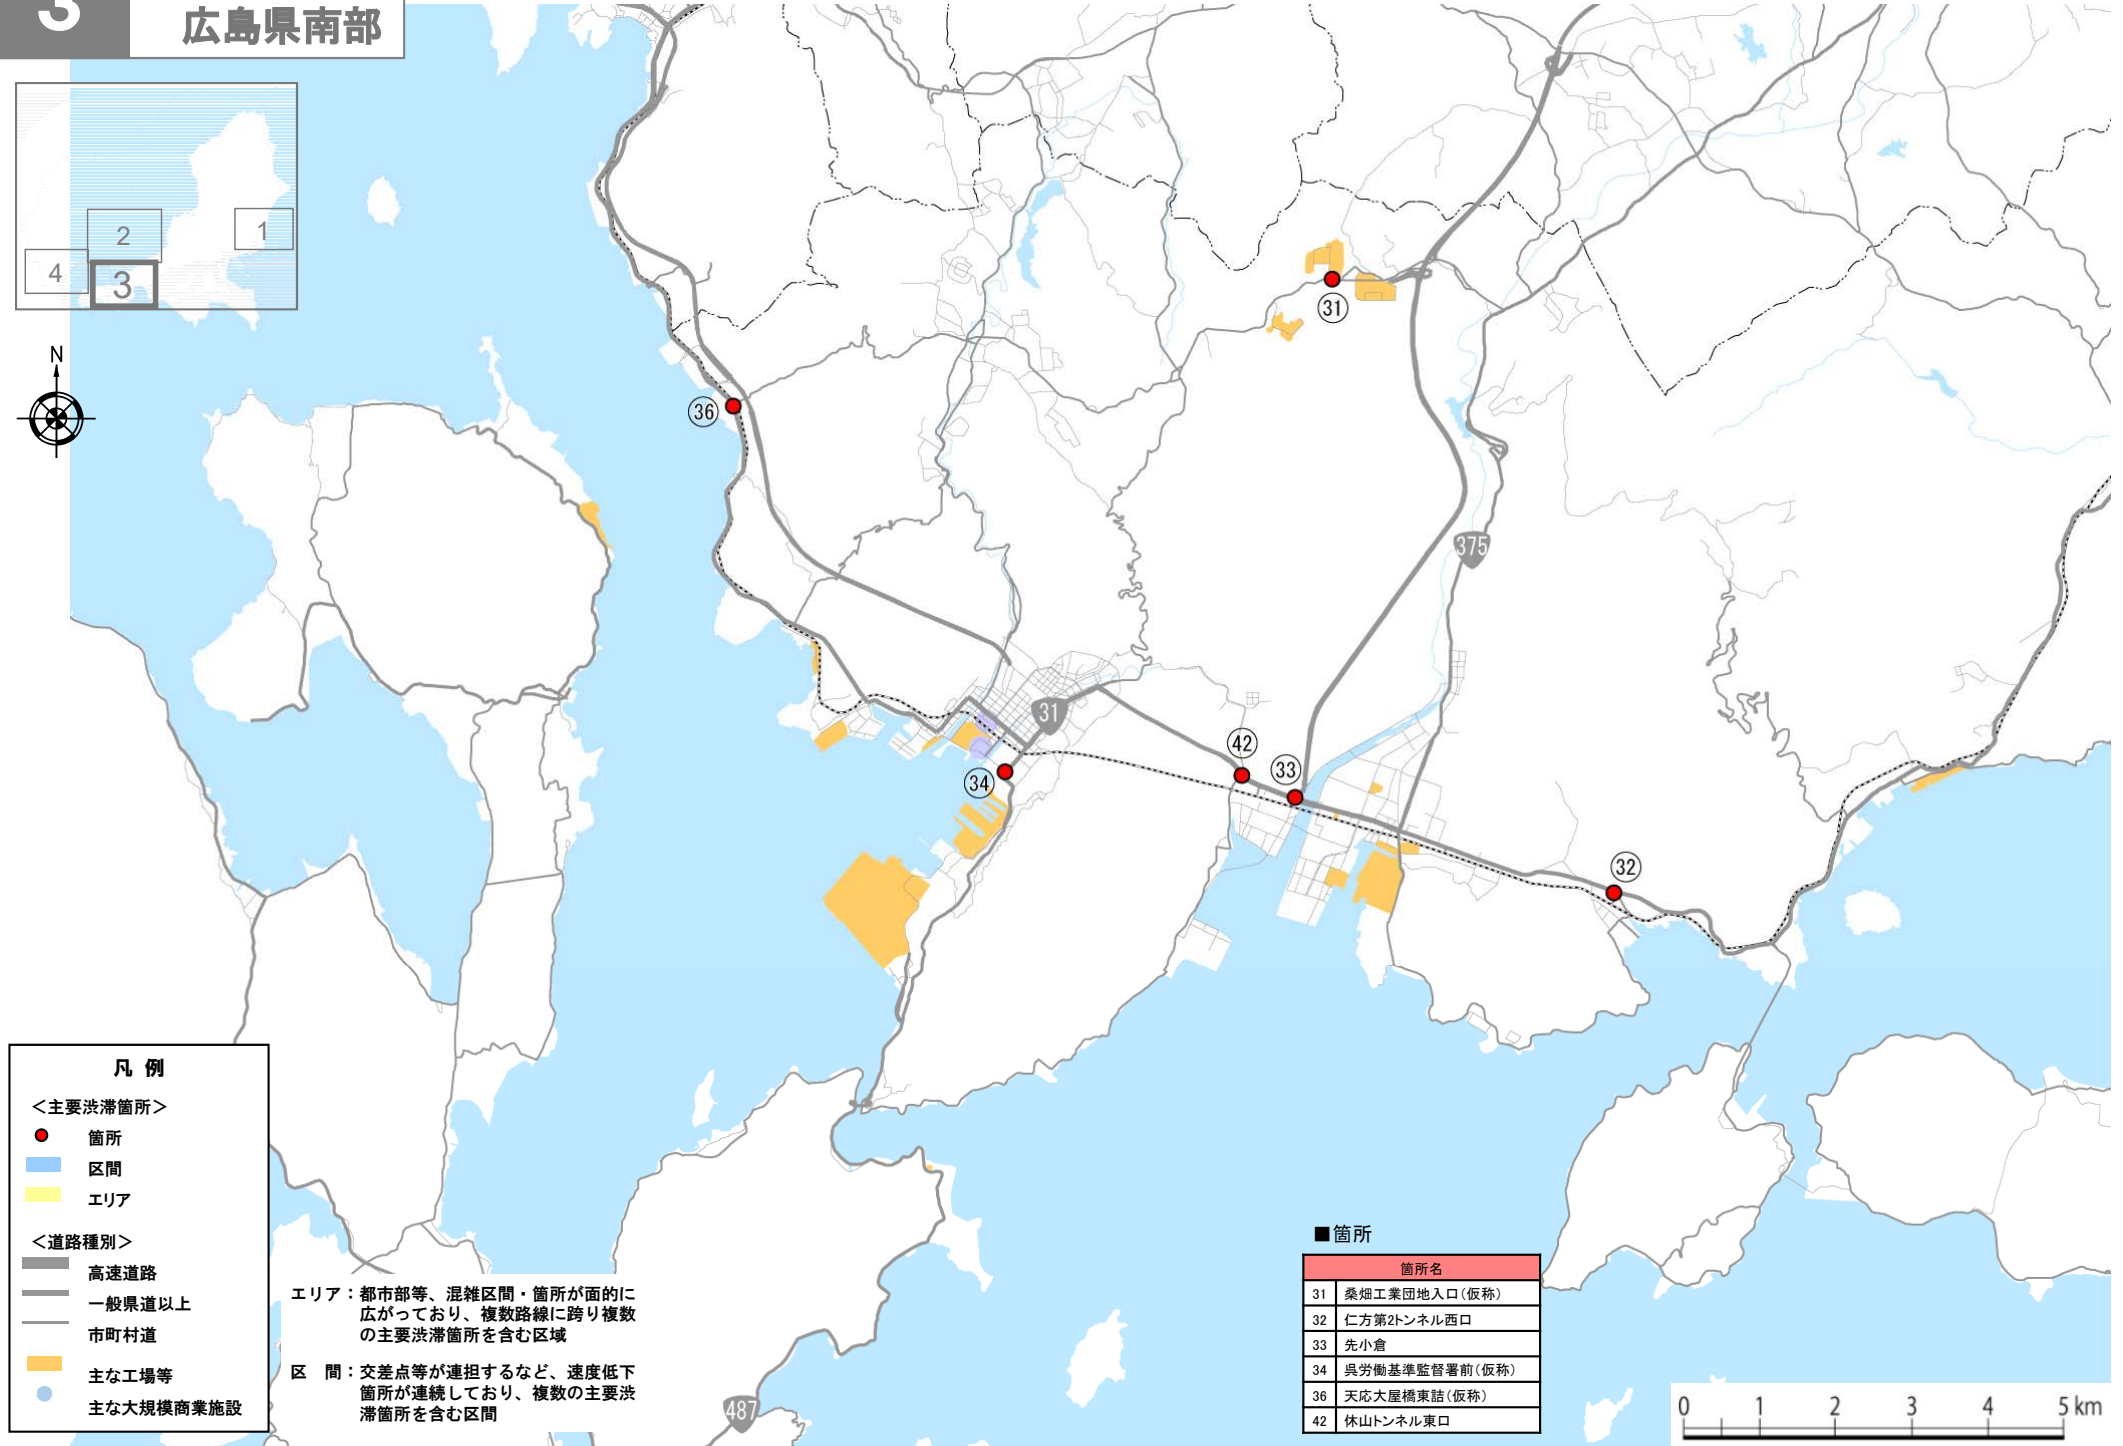 3
広島県南部
2
1
4
3
N
31
36
375
31
42
33
34
32
487
凡 例
＜主要渋滞箇所＞
箇所
区間
エリア
＜道路種別＞
高速道路
一般県道以上
市町村道
主な工場等
主な大規模商業施設
エリア：都市部等、混雑区間・箇所が面的に
広がっており、複数路線に跨り複数
の主要渋滞箇所を含む区域
区　間：交差点等が連担するなど、速度低下
箇所が連続しており、複数の主要渋
滞箇所を含む区間
■箇所
箇所名
31 桑畑工業団地入口(仮称)
32 仁方第2トンネル西口
33 先小倉
34 呉労働基準監督署前(仮称)
36 天応大屋橋東詰(仮称)
42 休山トンネル東口
0 1 2 3 4 5 km